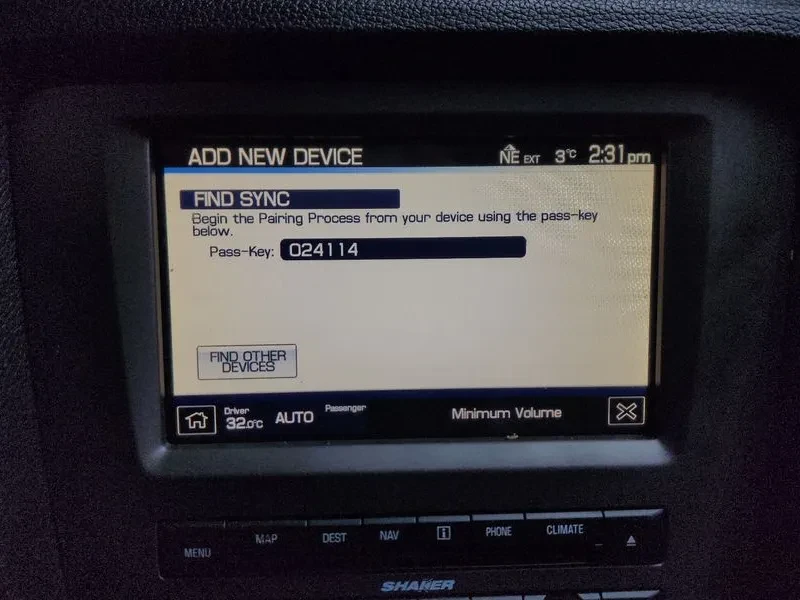 ADD NEW DEVICE
NE EXT 3°C 2:31pm
FIND SYNC
Begin the Pairing Process from your device using the pass-key
below.
Pass-Key: 024114
FIND OTHER
DEVICES
Driver
32.0°C
AUTO
Passenger
Minimum Volume
MENU MAP DEST NAV i PHONE CLIMATE
SHAKER